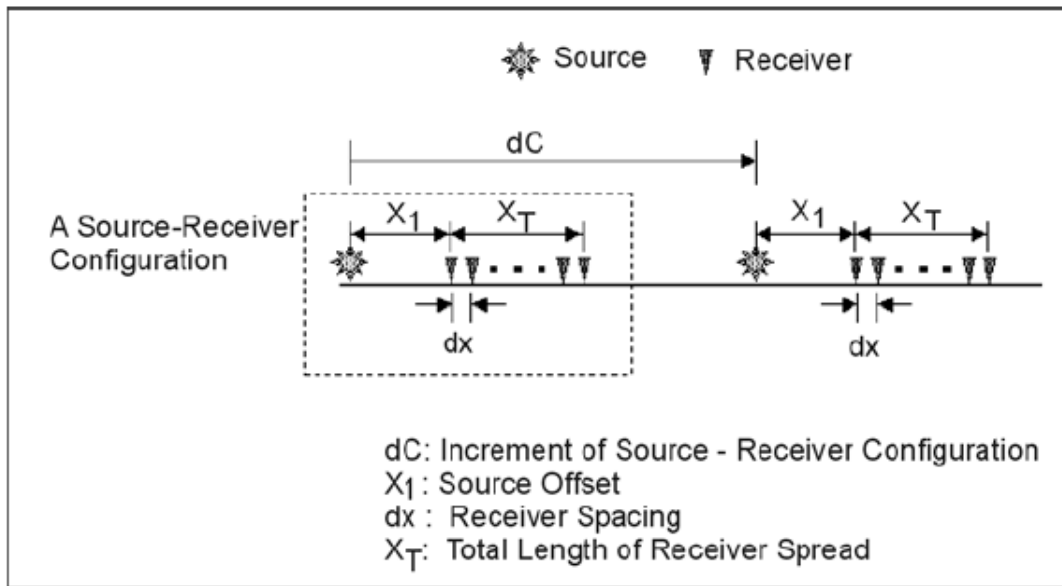 Source Receiver
dC
A Source-Receiver
Configuration
X1 XT X1 XT
dx dx
dC: Increment of Source - Receiver Configuration
X1 : Source Offset
dx : Receiver Spacing
XT: Total Length of Receiver Spread